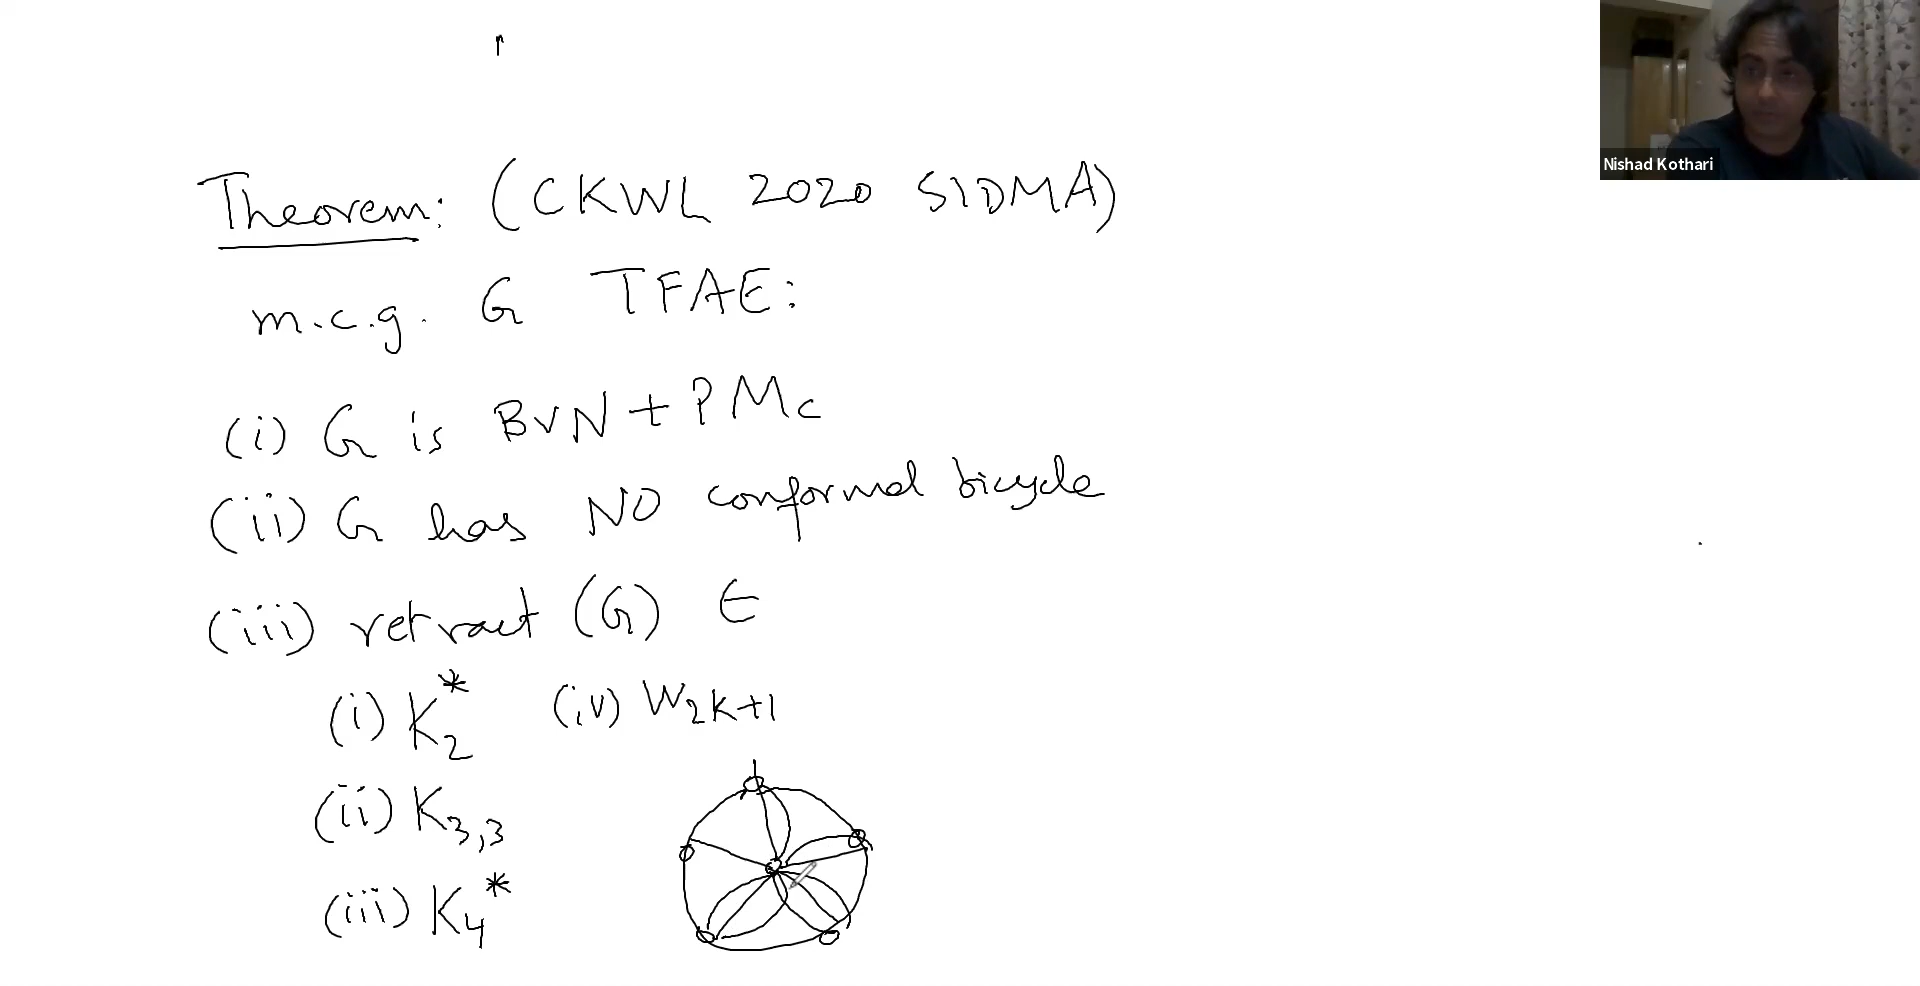 Nishad Kothari
Theorem: (CKWL 2020 SIDMA)
m.c.g. G TFAE:
(i) G is BVN + PMc
(ii) G has NO conformal bicycle
(iii) retract (G) ∈
(i) K₂* (iv) W₂ₖ₊₁
(ii) K₃,₃
(iii) K₄*